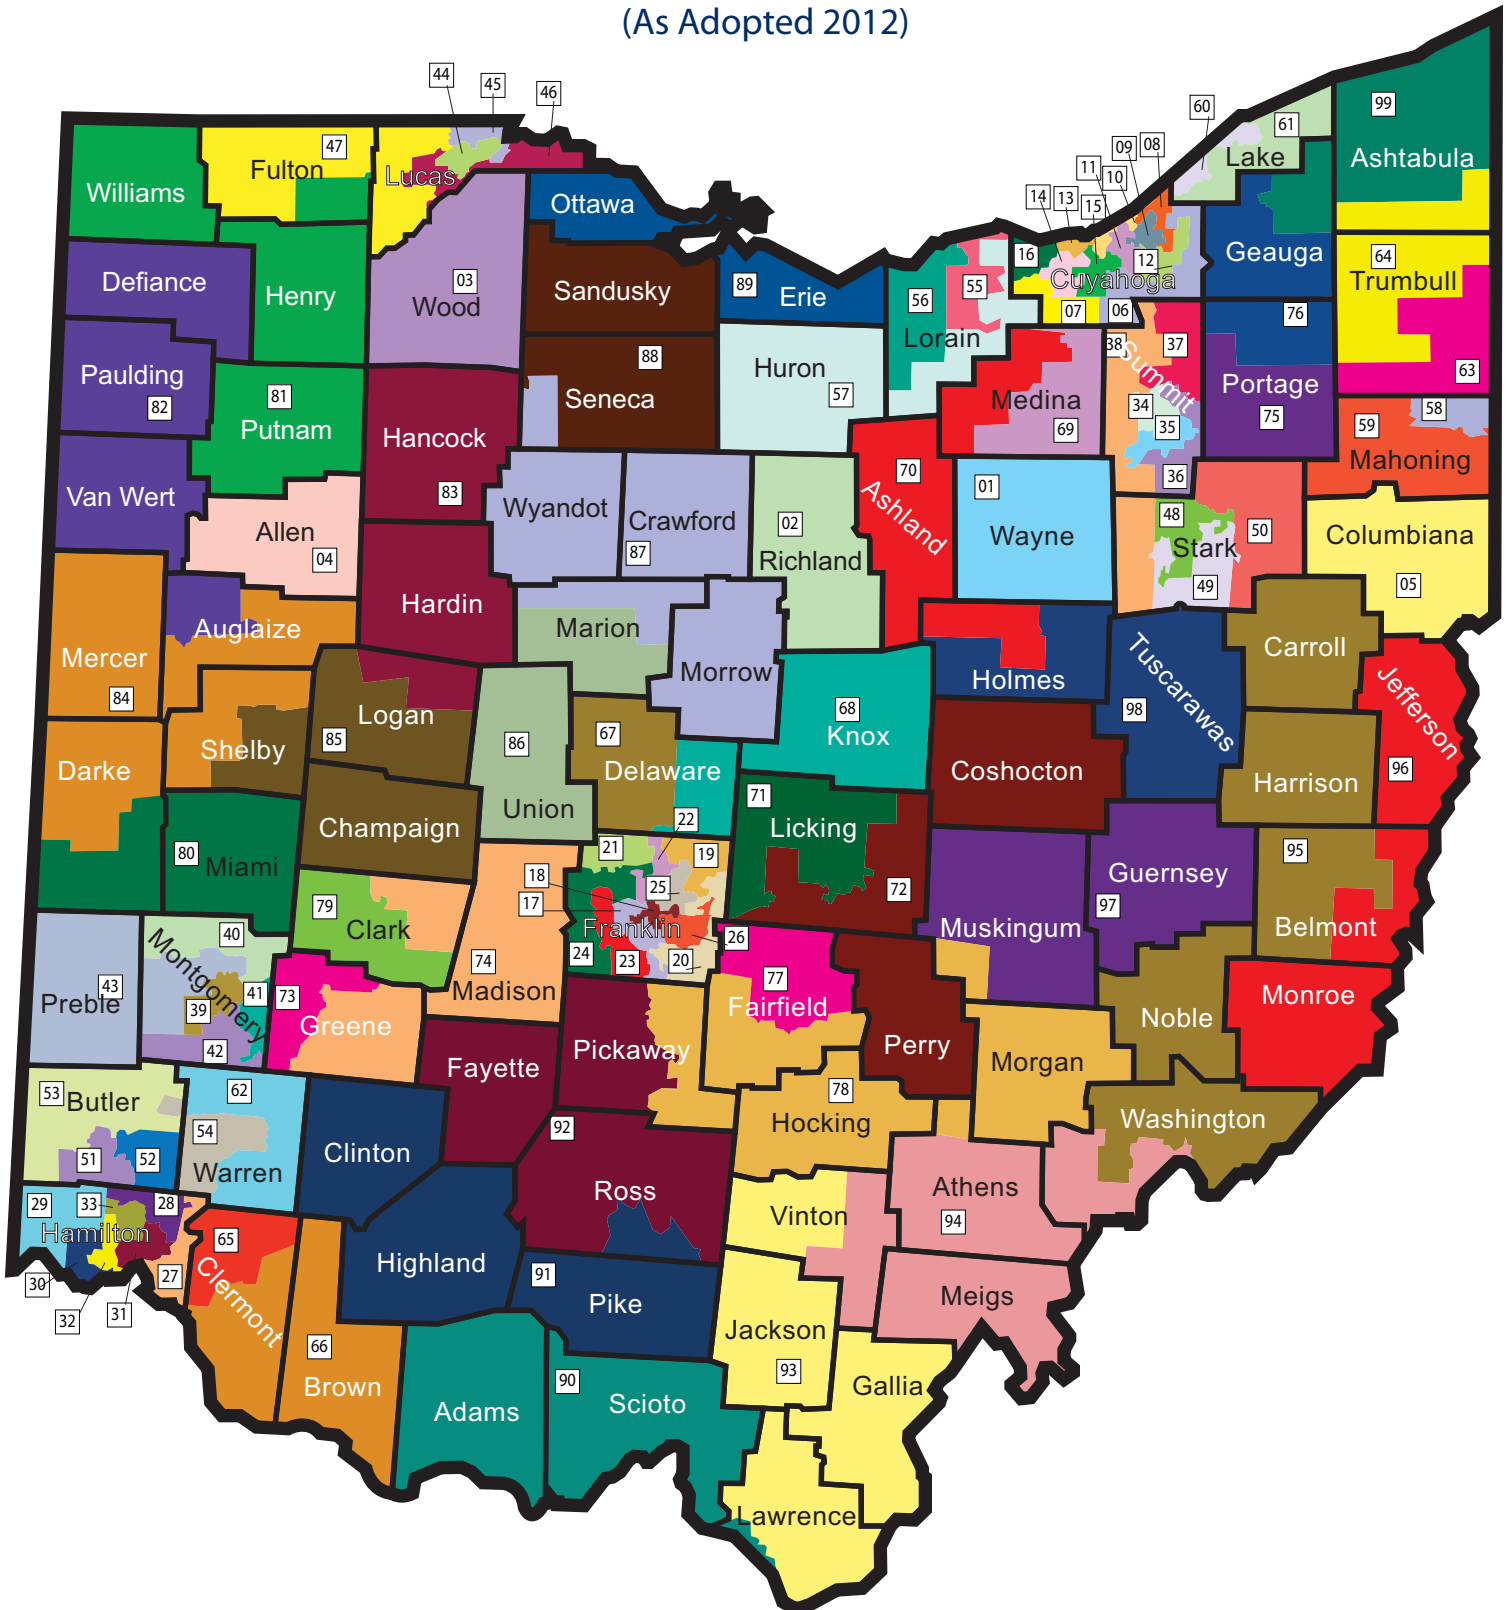 (As Adopted 2012)
44
45
46
60
61
99
47
Fulton
Lucas
Lake
Ashtabula
Williams
09
08
11
10
14
13
15
Ottawa
16
12
Geauga
64
Trumbull
Defiance
Henry
03
Wood
Sandusky
89
Erie
56
55
Cuyahoga
07
06
76
Lorain
38
37
Summit
63
Paulding
82
81
Putnam
88
Seneca
Huron
57
Medina
69
34
35
Portage
75
58
59
Mahoning
Hancock
83
Van Wert
Allen
04
Wyandot
Crawford
87
02
Richland
70
Ashland
01
Wayne
36
48
Stark
50
49
Columbiana
05
Hardin
Auglaize
Mercer
84
Marion
Morrow
Holmes
Tuscarawas
98
Carroll
Jefferson
96
Logan
85
Shelby
Darke
86
Union
67
Delaware
68
Knox
Coshocton
Harrison
Champaign
71
Licking
72
22
21
19
80
Miami
18
17
25
Guernsey
97
95
Belmont
79
Clark
Franklin
26
24
23
20
Muskingum
40
Montgomery
43
Preble
39
41
42
73
Greene
74
Madison
77
Fairfield
Monroe
Noble
Pickaway
Perry
Morgan
Fayette
53
Butler
62
54
Warren
51
52
Clinton
92
78
Hocking
Washington
Ross
Athens
94
Vinton
29
33
28
Hamilton
65
Clermont
27
30
32
31
Highland
91
Pike
Meigs
Jackson
93
66
Brown
Adams
90
Scioto
Gallia
Lawrence